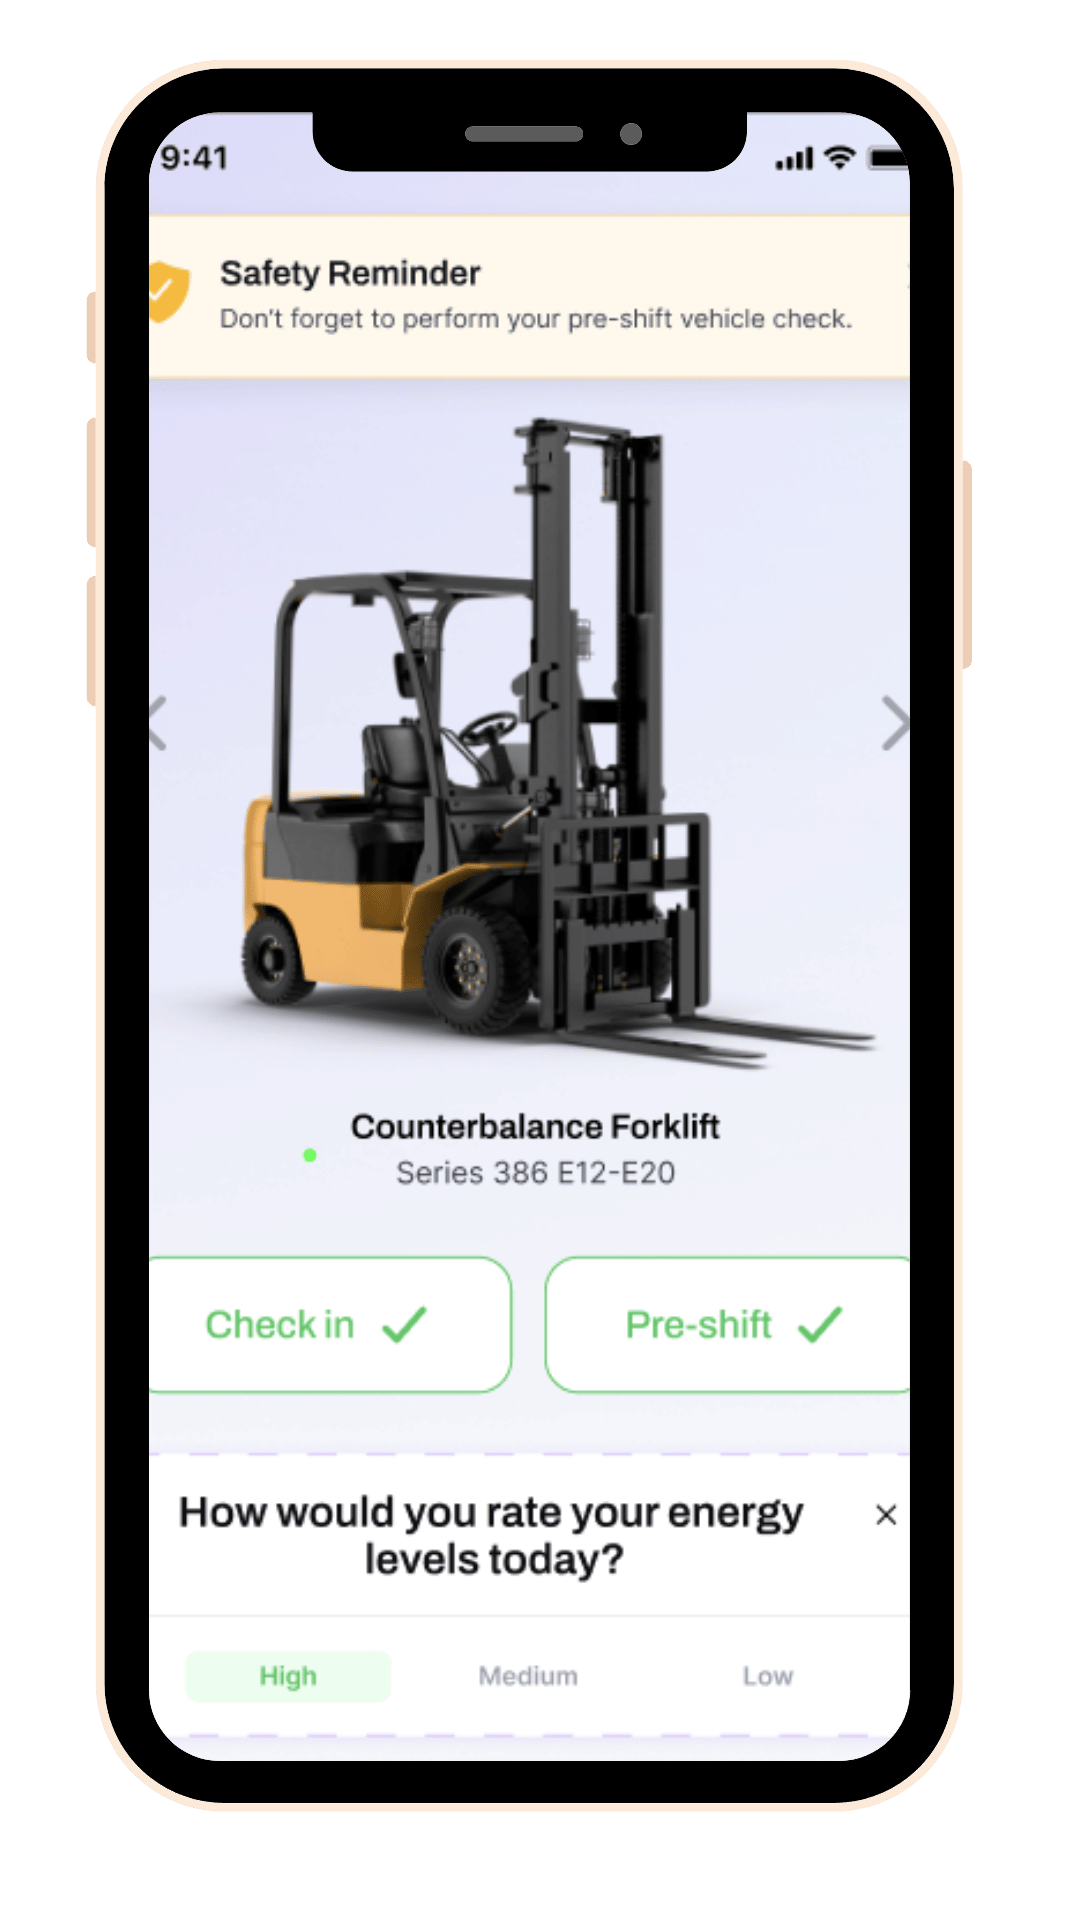 9:41
Safety Reminder
Don't forget to perform your pre-shift vehicle check.
Counterbalance Forklift
Series 386 E12-E20
Check in
Pre-shift
How would you rate your energy
levels today?
High
Medium
Low